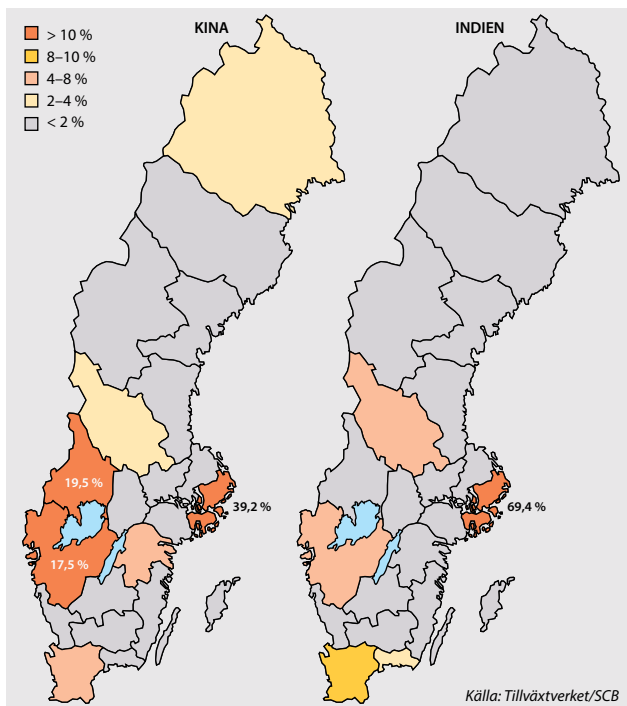 KINA
INDIEN
> 10 %
8–10 %
4–8 %
2–4 %
< 2 %
19,5 %
39,2 %
69,4 %
17,5 %
Källa: Tillväxtverket/SCB